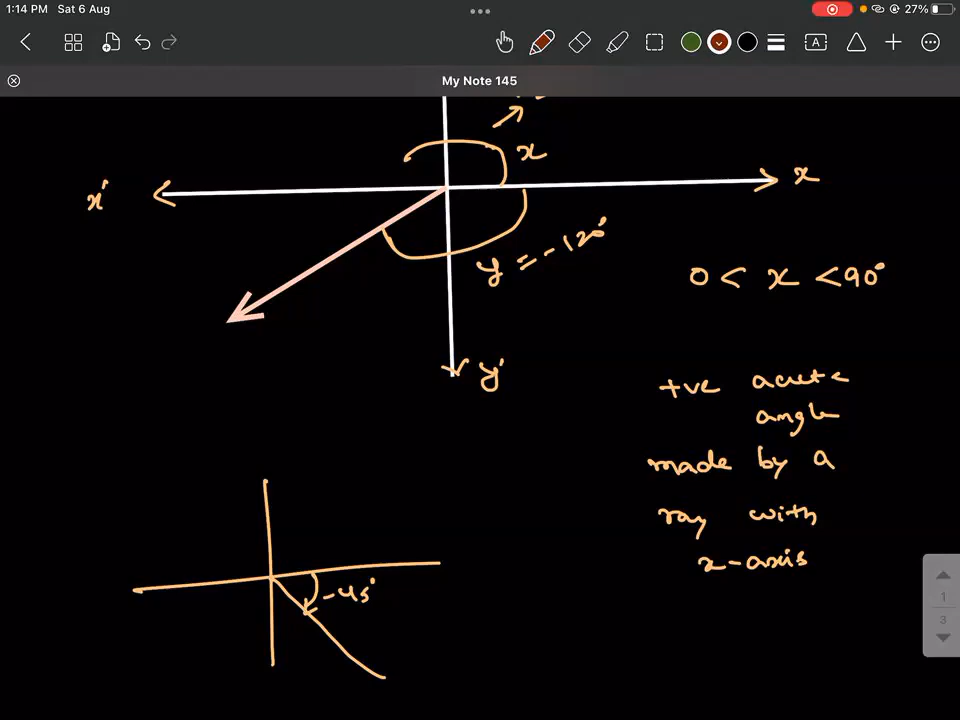 1:14 PM Sat 6 Aug
27%
A
My Note 145
x
x'
x
y = -120°
0 < x < 90°
y'
+ve acute
angle
made by a
ray with
x-axis
-45°
1
3